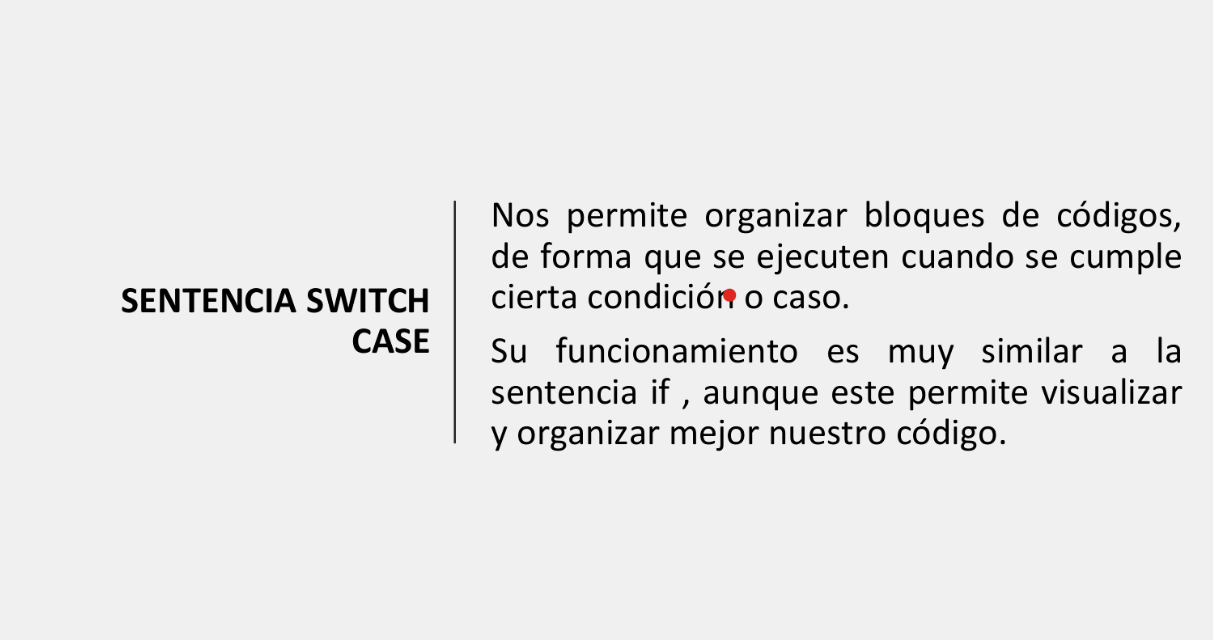 SENTENCIA SWITCH
CASE
Nos permite organizar bloques de códigos,
de forma que se ejecuten cuando se cumple
cierta condición o caso.
Su funcionamiento es muy similar a la
sentencia if , aunque este permite visualizar
y organizar mejor nuestro código.